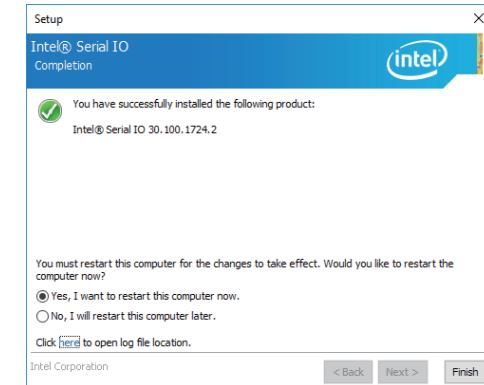 Setup
Intel® Serial IO
Completion
intel
You have successfully installed the following product:
Intel® Serial IO 30.100.1724.2
You must restart this computer for the changes to take effect. Would you like to restart the
computer now?
Yes, I want to restart this computer now.
No, I will restart this computer later.
Click here to open log file location.
Intel Corporation
< Back Next > Finish